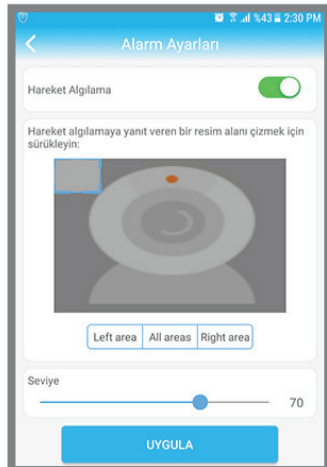 %43 2:30 PM
Alarm Ayarları
Hareket Algılama
Hareket algılamaya yanıt veren bir resim alanı çizmek için
sürükleyin:
Left area All areas Right area
Seviye
70
UYGULA